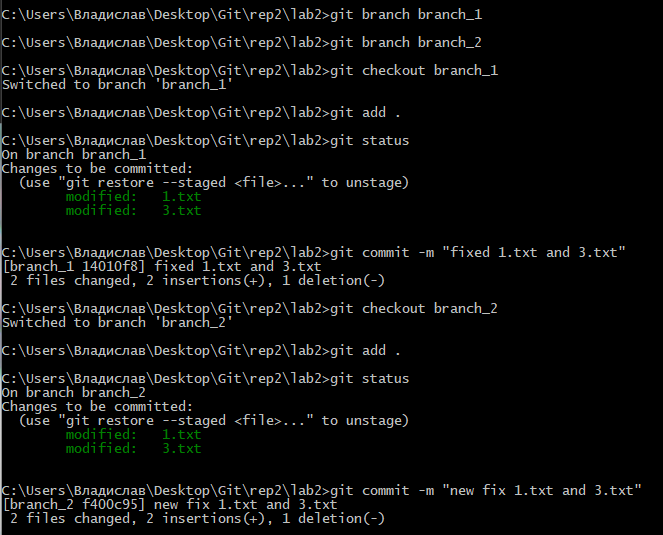 C:\Users\Владислав\Desktop\Git\rep2\lab2>git branch branch_1
C:\Users\Владислав\Desktop\Git\rep2\lab2>git branch branch_2
C:\Users\Владислав\Desktop\Git\rep2\lab2>git checkout branch_1
Switched to branch 'branch_1'
C:\Users\Владислав\Desktop\Git\rep2\lab2>git add .
C:\Users\Владислав\Desktop\Git\rep2\lab2>git status
On branch branch_1
Changes to be committed:
  (use "git restore --staged <file>..." to unstage)
        modified:   1.txt
        modified:   3.txt
C:\Users\Владислав\Desktop\Git\rep2\lab2>git commit -m "fixed 1.txt and 3.txt"
[branch_1 14010f8] fixed 1.txt and 3.txt
 2 files changed, 2 insertions(+), 1 deletion(-)
C:\Users\Владислав\Desktop\Git\rep2\lab2>git checkout branch_2
Switched to branch 'branch_2'
C:\Users\Владислав\Desktop\Git\rep2\lab2>git add .
C:\Users\Владислав\Desktop\Git\rep2\lab2>git status
On branch branch_2
Changes to be committed:
  (use "git restore --staged <file>..." to unstage)
        modified:   1.txt
        modified:   3.txt
C:\Users\Владислав\Desktop\Git\rep2\lab2>git commit -m "new fix 1.txt and 3.txt"
[branch_2 f400c95] new fix 1.txt and 3.txt
 2 files changed, 2 insertions(+), 1 deletion(-)